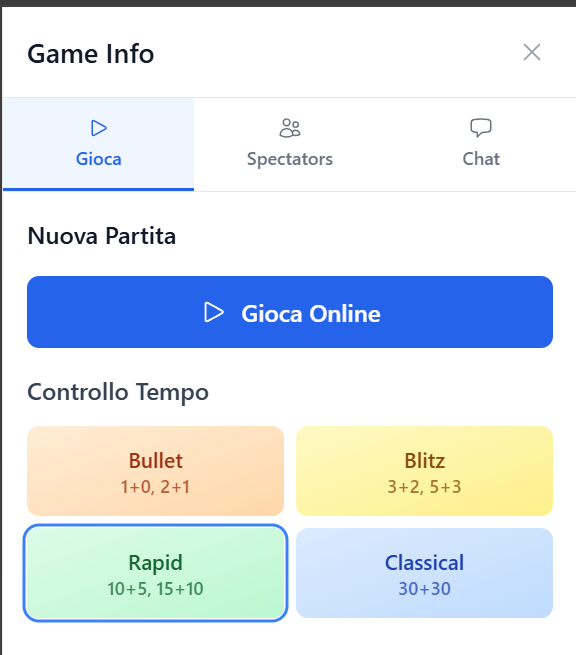 Game Info
Gioca
Spectators
Chat
Nuova Partita
Gioca Online
Controllo Tempo
Bullet
1+0, 2+1
Blitz
3+2, 5+3
Rapid
10+5, 15+10
Classical
30+30